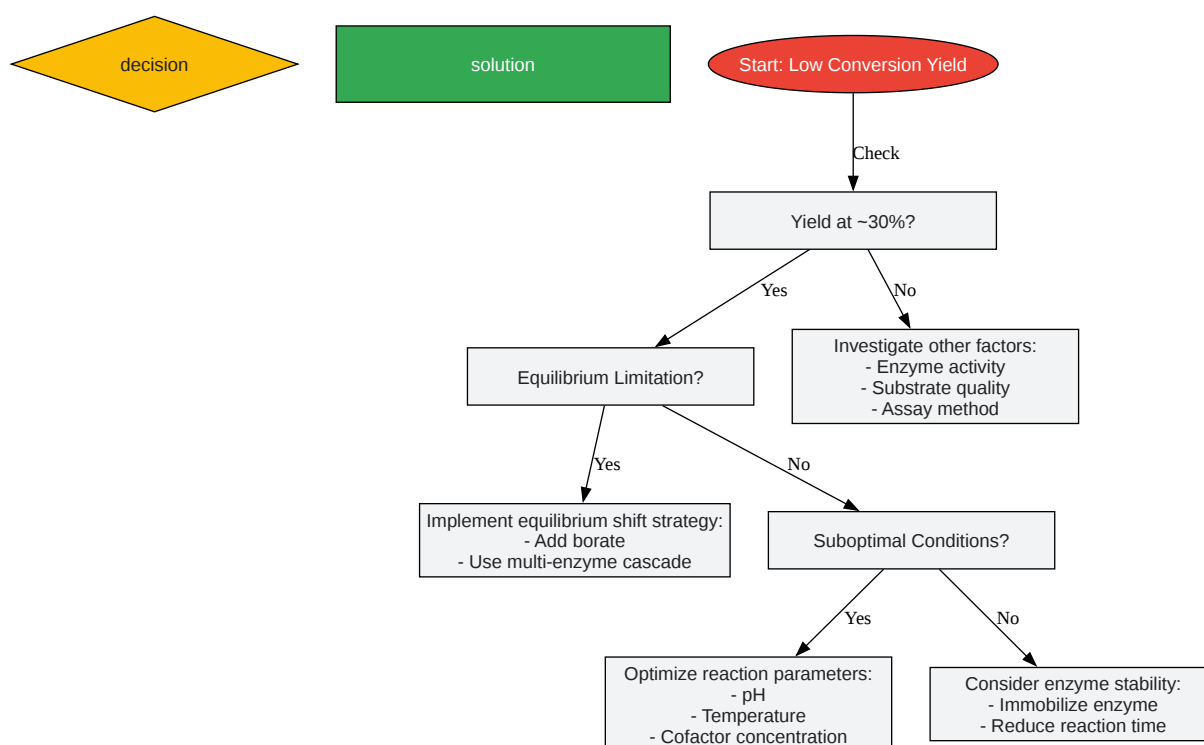 decision
solution
Start: Low Conversion Yield
Check
Yield at ~30%?
Yes
No
Equilibrium Limitation?
Investigate other factors:
- Enzyme activity
- Substrate quality
- Assay method
Yes
No
Implement equilibrium shift strategy:
- Add borate
- Use multi-enzyme cascade
Suboptimal Conditions?
Yes
No
Optimize reaction parameters:
- pH
- Temperature
- Cofactor concentration
Consider enzyme stability:
- Immobilize enzyme
- Reduce reaction time